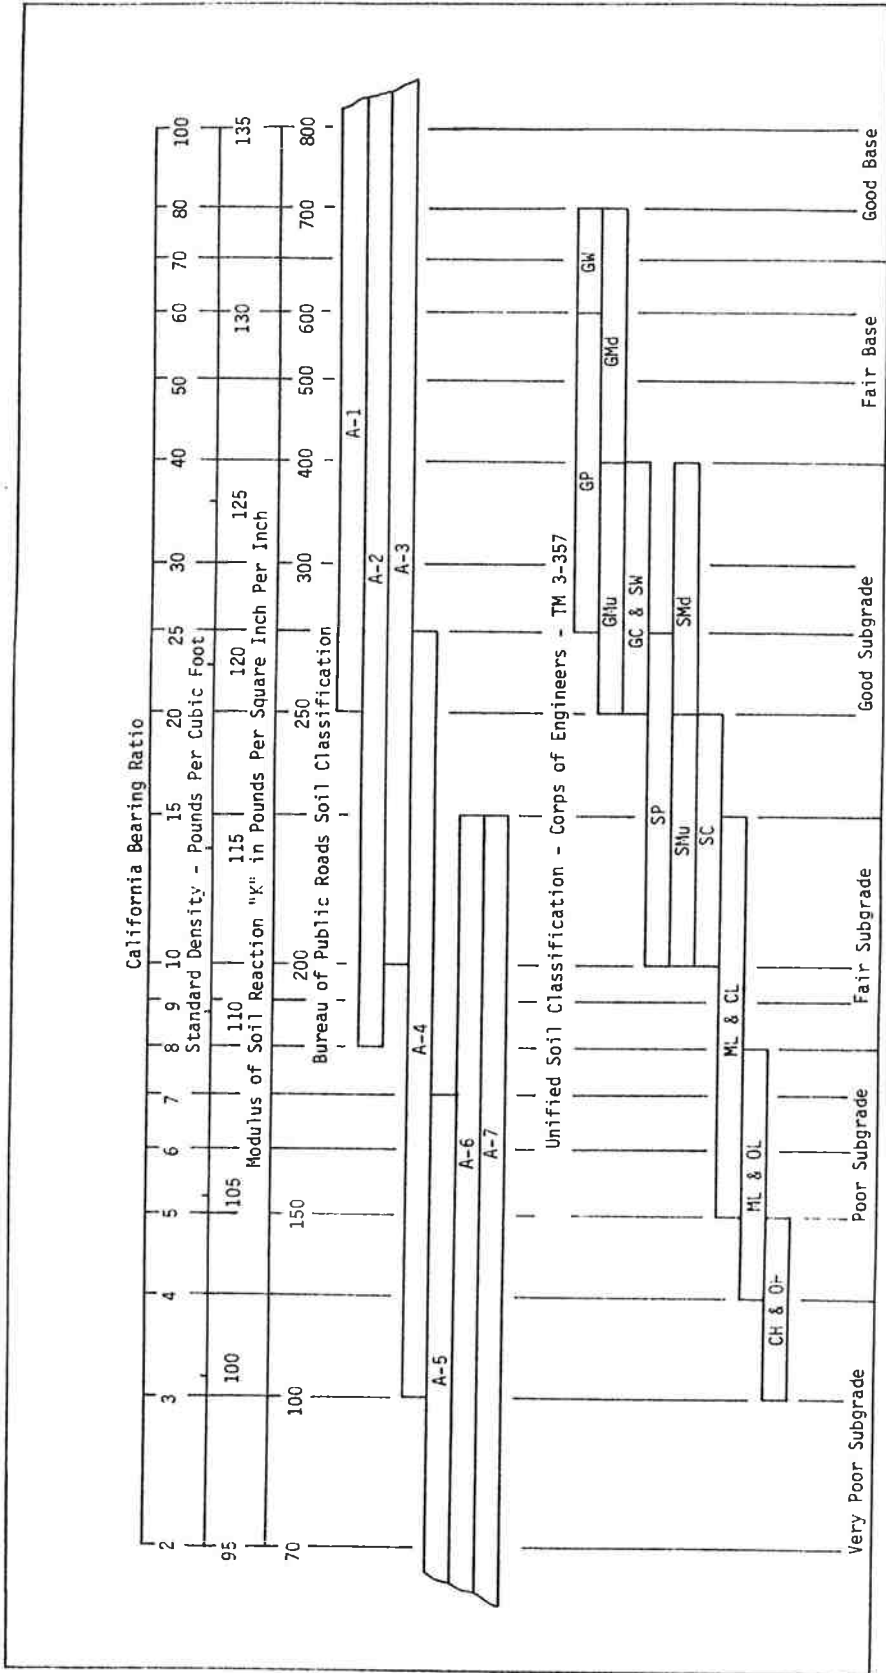 California Bearing Ratio
2 3 4 5 6 7 8 9 10 15 20 25 30 40 50 60 70 80 100
Standard Density - Pounds Per Cubic Foot
95 100 105 110 115 120 125 130 135
Modulus of Soil Reaction "K" in Pounds Per Square Inch Per Inch
70 100 150 200 250 300 400 500 600 700 800
Bureau of Public Roads Soil Classification
A-1
A-2
A-3
A-4
A-5
A-6
A-7
Unified Soil Classification - Corps of Engineers - TM 3-357
GP GW
GMu GMd
GC & SW
SP
SMu SMd
SC
ML & CL
ML & OL
CH & OH
Very Poor Subgrade Poor Subgrade Fair Subgrade Good Subgrade Fair Base Good Base